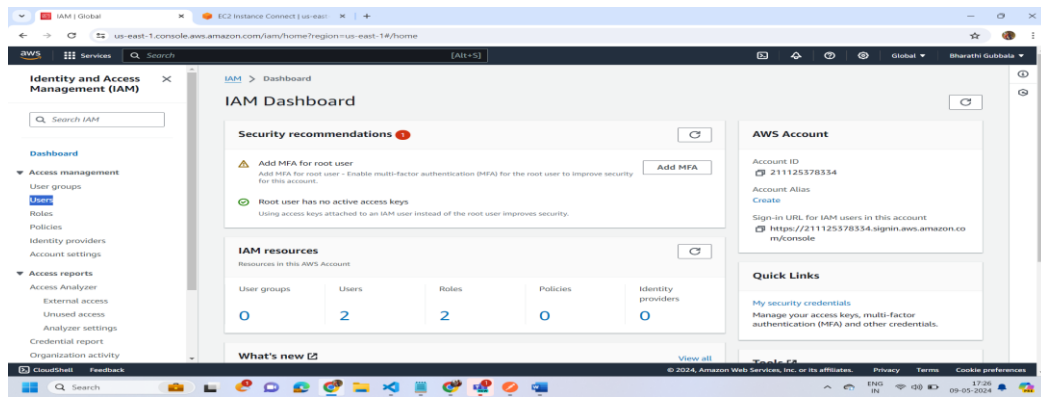 IAM | Global
EC2 Instance Connect | us-east
us-east-1.console.aws.amazon.com/iam/home?region=us-east-1#/home
aws
Services
Search
[Alt+S]
Global
Bharathi Gubbala
Identity and Access
Management (IAM)
Search IAM
Dashboard
Access management
User groups
Users
Roles
Policies
Identity providers
Account settings
Access reports
Access Analyzer
External access
Unused access
Analyzer settings
Credential report
Organization activity
IAM > Dashboard
IAM Dashboard
Security recommendations 1
Add MFA for root user
Add MFA for root user - Enable multi-factor authentication (MFA) for the root user to improve security
for this account.
Add MFA
Root user has no active access keys
Using access keys attached to an IAM user instead of the root user improves security.
IAM resources
Resources in this AWS Account
User groups
Users
Roles
Policies
Identity
providers
0
2
2
0
0
What's new
View all
AWS Account
Account ID
211125378334
Account Alias
Create
Sign-in URL for IAM users in this account
https://211125378334.signin.aws.amazon.co
m/console
Quick Links
My security credentials
Manage your access keys, multi-factor
authentication (MFA) and other credentials.
Tools
CloudShell
Feedback
© 2024, Amazon Web Services, Inc. or its affiliates.
Privacy
Terms
Cookie preferences
Search
ENG
IN
17:26
09-05-2024